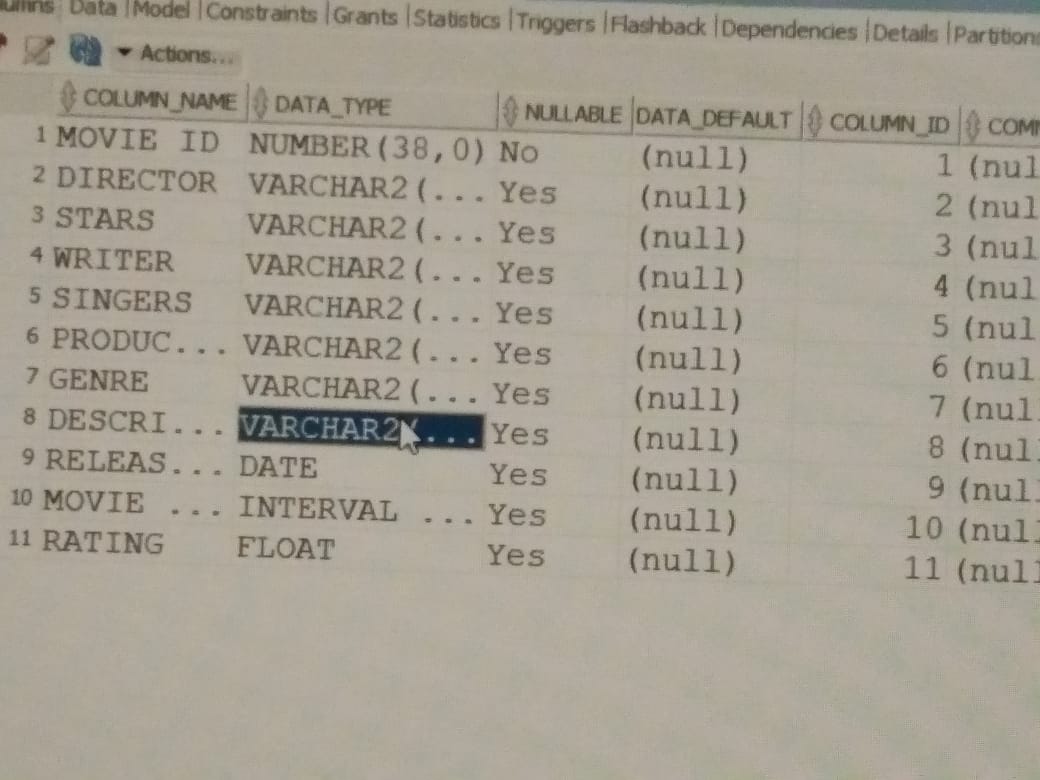 Data | Model | Constraints | Grants | Statistics | Triggers | Flashback | Dependencies | Details | Partitions
Actions...
COLUMN_NAME DATA_TYPE NULLABLE DATA_DEFAULT COLUMN_ID COMM
1 MOVIE ID NUMBER(38,0) No (null) 1 (nul
2 DIRECTOR VARCHAR2(... Yes (null) 2 (nul
3 STARS VARCHAR2(... Yes (null) 3 (nul
4 WRITER VARCHAR2(... Yes (null) 4 (nul
5 SINGERS VARCHAR2(... Yes (null) 5 (nul
6 PRODUC... VARCHAR2(... Yes (null) 6 (nul
7 GENRE VARCHAR2(... Yes (null) 7 (nul
8 DESCRI... VARCHAR2(... Yes (null) 8 (nul
9 RELEAS... DATE Yes (null) 9 (nul
10 MOVIE ... INTERVAL ... Yes (null) 10 (null
11 RATING FLOAT Yes (null) 11 (null